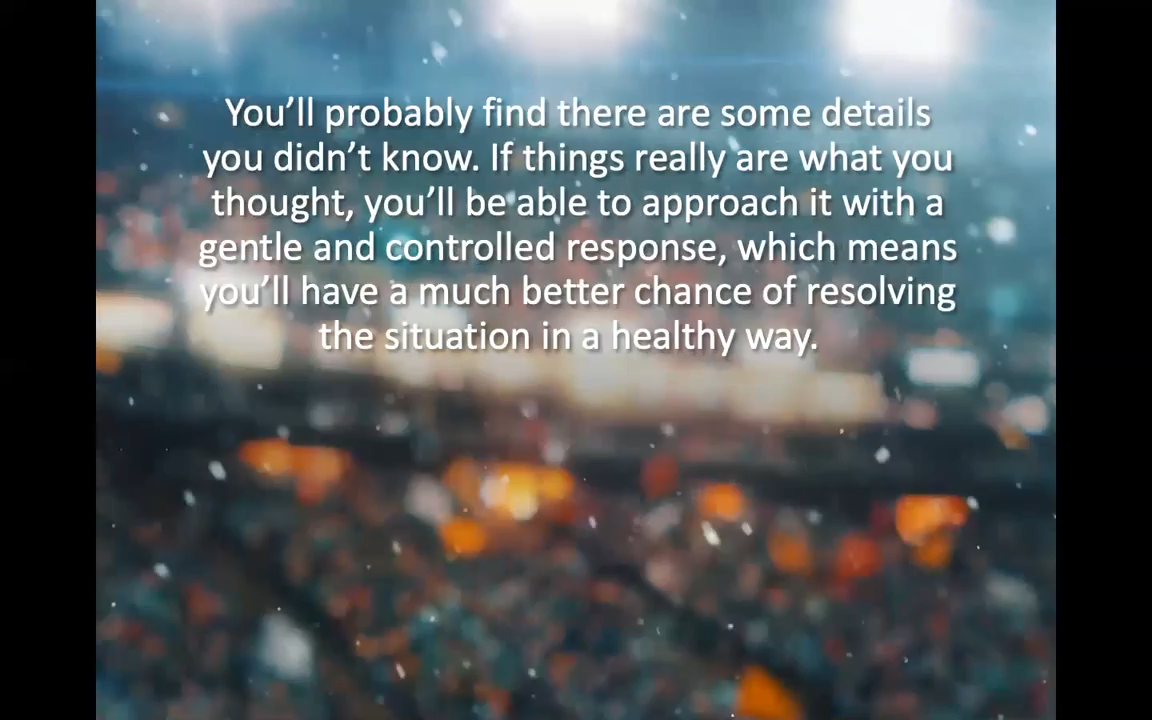 You’ll probably find there are some details
you didn’t know. If things really are what you
thought, you’ll be able to approach it with a
gentle and controlled response, which means
you’ll have a much better chance of resolving
the situation in a healthy way.